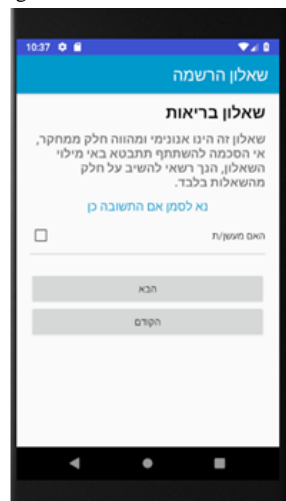 10:37
שאלון הרשמה
שאלון בריאות
שאלון זה הינו אנונימי ומהווה חלק ממחקר,
אי הסכמה להשתתף תתבטא באי מילוי
השאלון, הנך רשאי להשיב על חלק
מהשאלות בלבד.
נא לסמן אם התשובה כן
האם מעשן/ת
הבא
הקודם